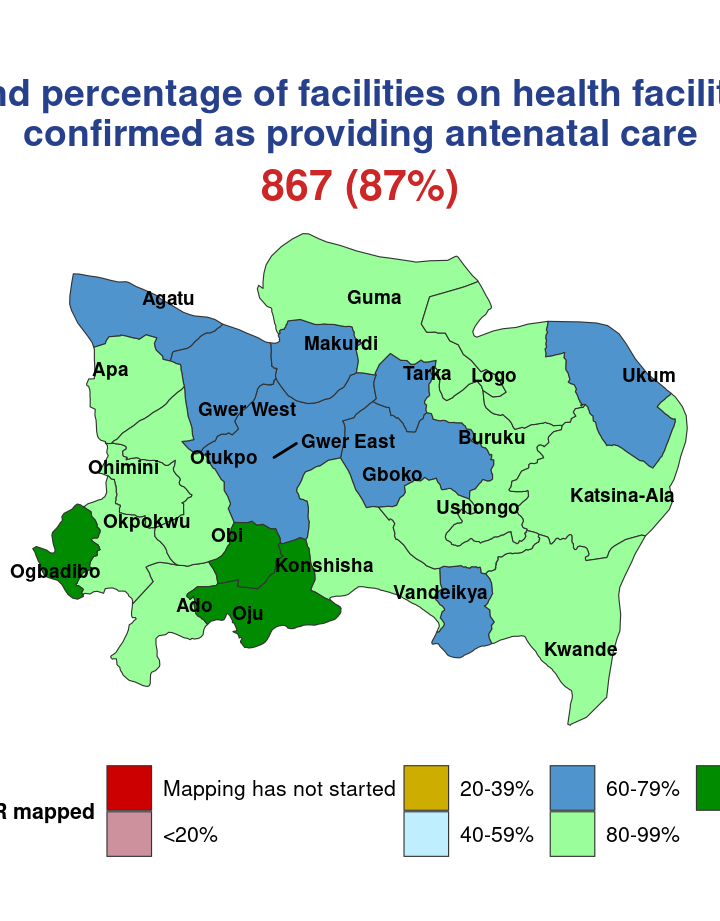 nd percentage of facilities on health facilit
confirmed as providing antenatal care
867 (87%)
Agatu
Guma
Makurdi
Apa
Tarka
Logo
Ukum
Gwer West
Gwer East
Buruku
Otukpo
Ohimini
Gboko
Katsina-Ala
Ushongo
Okpokwu
Obi
Ogbadibo
Konshisha
Vandeikya
Ado
Oju
Kwande
R mapped
Mapping has not started
20-39%
60-79%
<20%
40-59%
80-99%